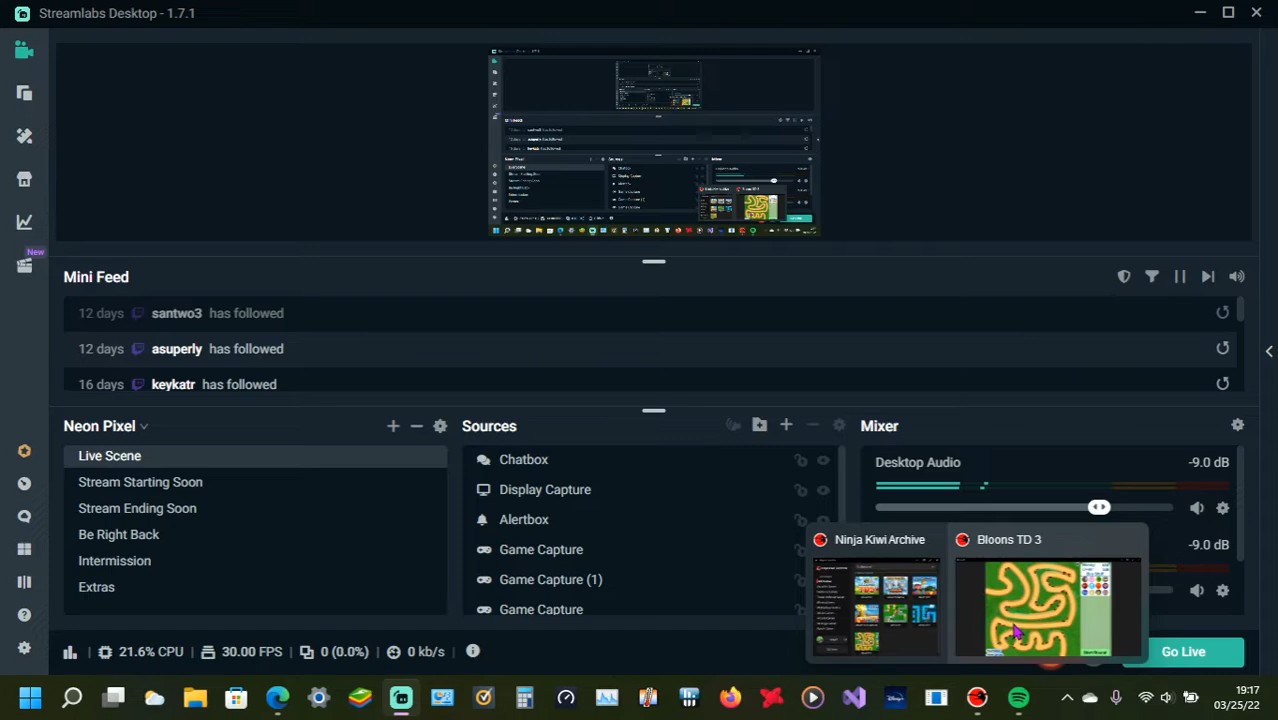 Streamlabs Desktop - 1.7.1
New
Mini Feed
12 days santwo3 has followed
12 days asuperly has followed
16 days keykatr has followed
Neon Pixel
Live Scene
Stream Starting Soon
Stream Ending Soon
Be Right Back
Intermission
Extras
Sources
Chatbox
Display Capture
Alertbox
Game Capture
Game Capture (1)
Game Capture
Mixer
Desktop Audio -9.0 dB
-9.0 dB
Ninja Kiwi Archive
Bloons TD 3
.6% CPU
30.00 FPS
0 (0.0%)
0 kb/s
Go Live
19:17
03/25/22